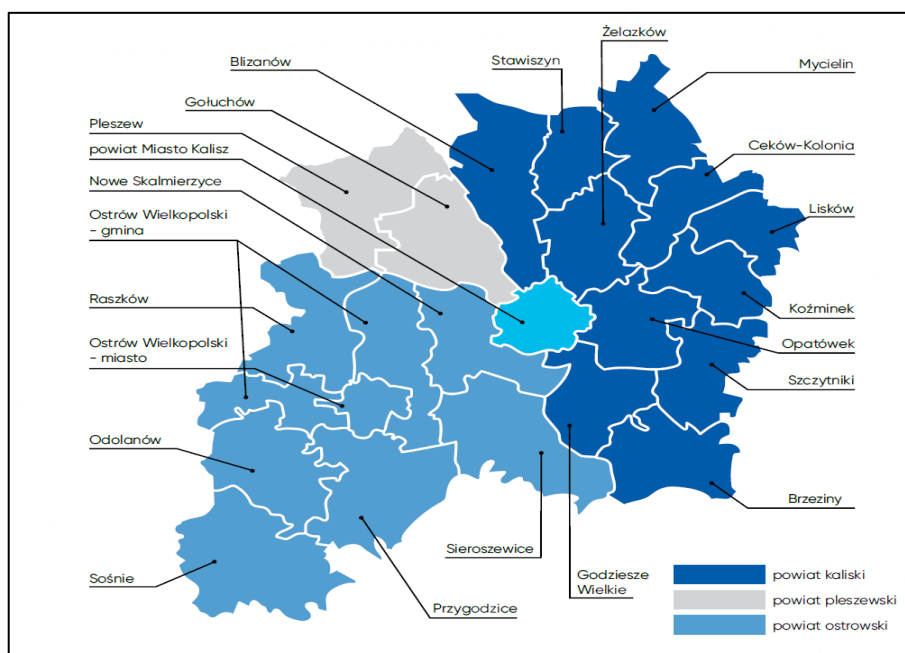 Żelazków
Stawiszyn
Blizanów
Mycielin
Gołuchów
Pleszew
powiat Miasto Kalisz
Ceków-Kolonia
Nowe Skalmierzyce
Lisków
Ostrów Wielkopolski
- gmina
Raszków
Koźminek
Ostrów Wielkopolski
- miasto
Opatówek
Szczytniki
Odolanów
Brzeziny
Sieroszewice
Godziesze
Wielkie
Sośnie
Przygodzice
powiat kaliski
powiat pleszewski
powiat ostrowski